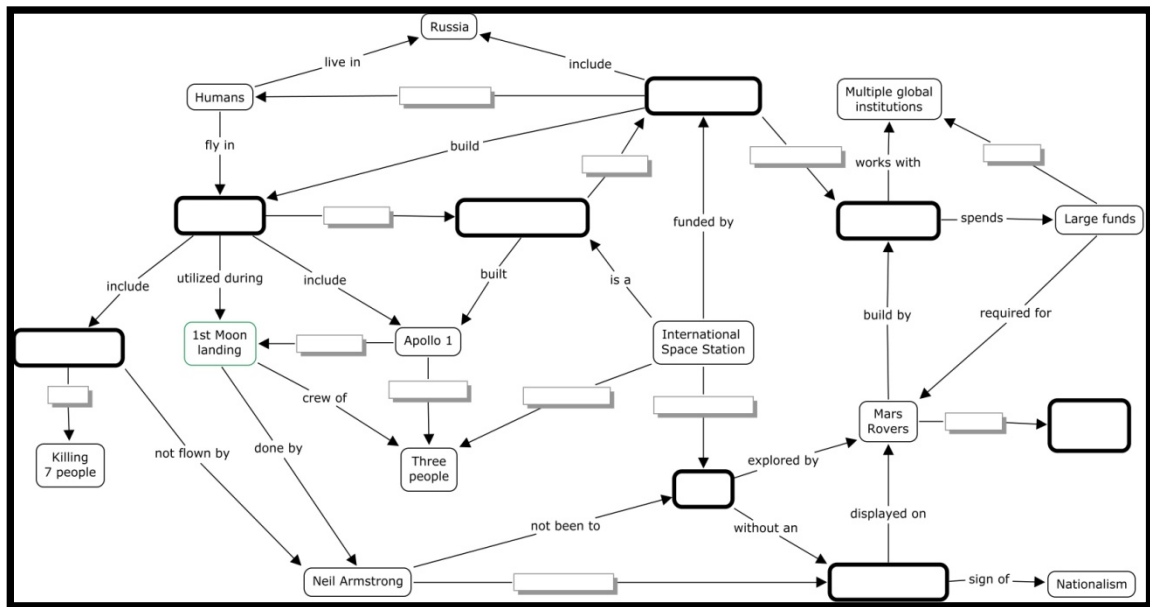 Russia
live in
include
Humans
Multiple global
institutions
fly in
build
works with
funded by
spends
Large funds
include
utilized during
include
built
is a
build by
required for
1st Moon
landing
Apollo 1
International
Space Station
crew of
Mars
Rovers
Killing
7 people
not flown by
done by
Three
people
explored by
not been to
without an
displayed on
Neil Armstrong
sign of
Nationalism